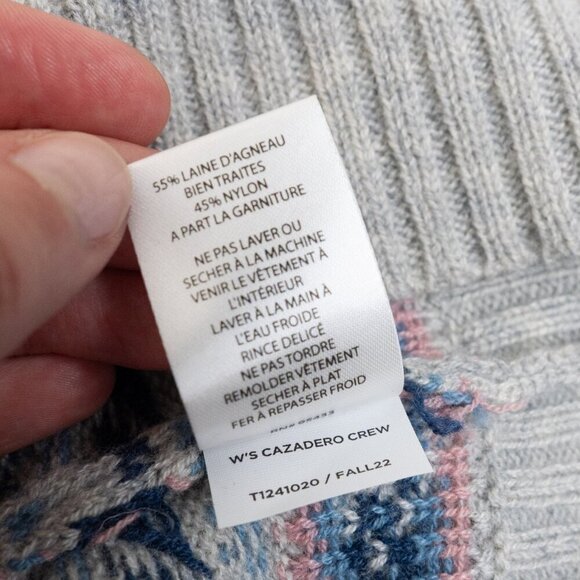 55% LAINE D'AGNEAU
BIEN TRAITES
45% NYLON
A PART LA GARNITURE
NE PAS LAVER OU
SECHER À LA MACHINE
VENIR LE VÊTEMENT À
L'INTÉRIEUR
LAVER À LA MAIN À
L'EAU FROIDE
RINCE DELICÉ
NE PAS TORDRE
REMOLDER VÊTEMENT
SECHER À PLAT
FER À REPASSER FROID
RN# 95433
W'S CAZADERO CREW
T1241020 / FALL22